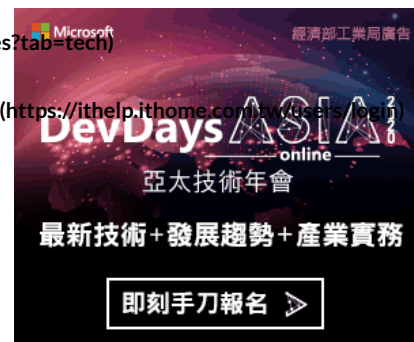 Microsoft
經濟部工業局廣告
es?tab=tech)
(https://ithelp.ithome.com.tw/users/login)
DevDays ASIA 2020
online
亞太技術年會
最新技術+發展趨勢+產業實務
即刻手刀報名